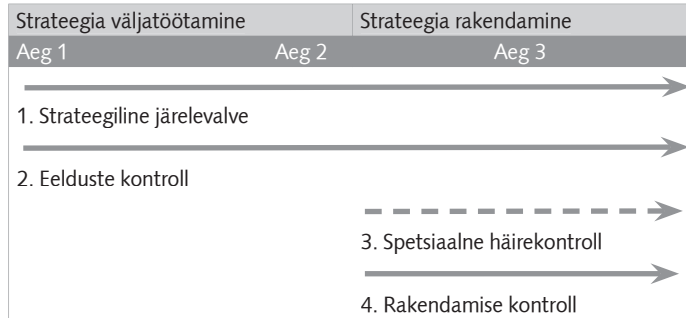 Strateegia väljatöötamine Strateegia rakendamine
Aeg 1 Aeg 2 Aeg 3
1. Strateegiline järelevalve
2. Eelduste kontroll
3. Spetsiaalne häirekontroll
4. Rakendamise kontroll